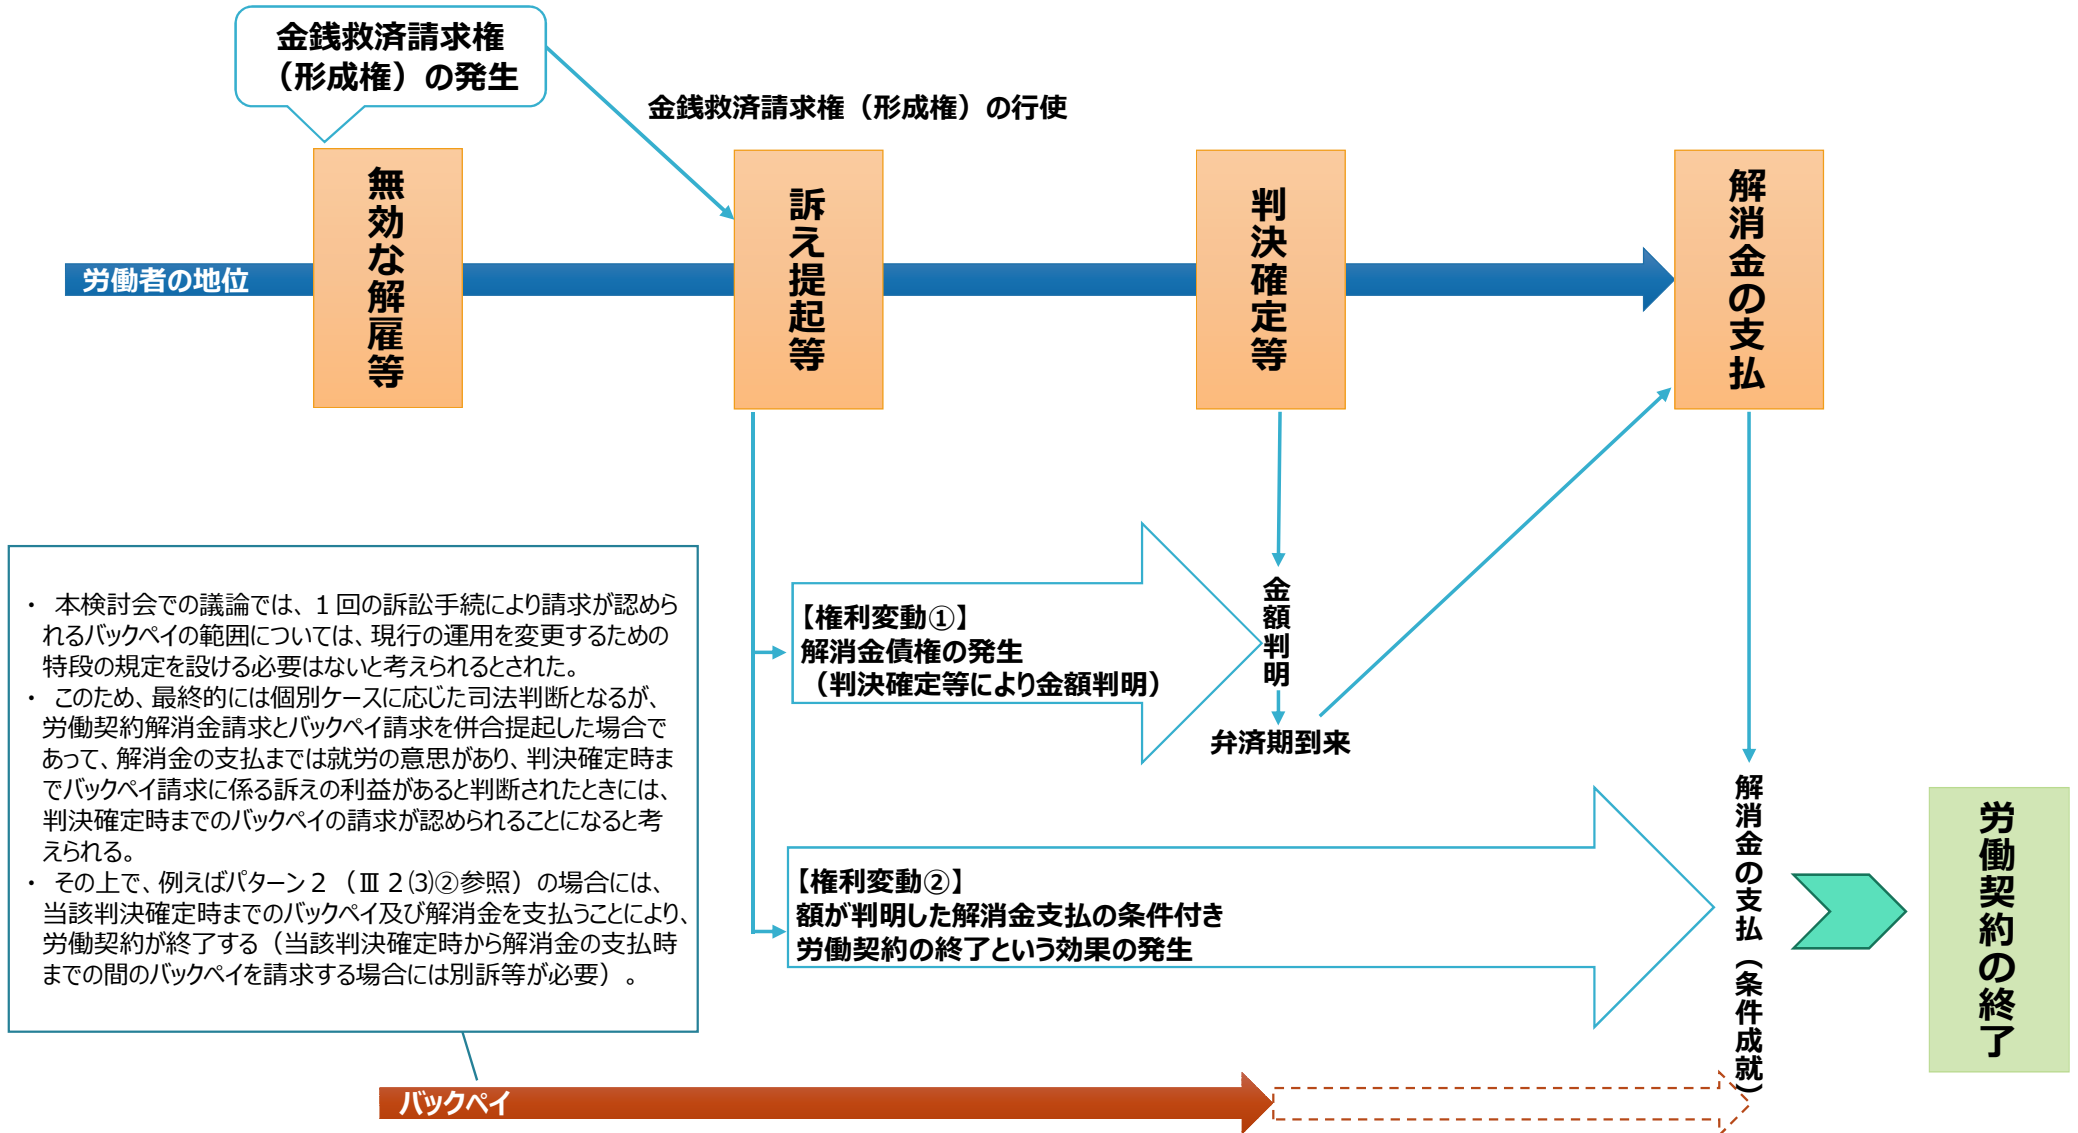 金銭救済請求権
（形成権）の発生
金銭救済請求権（形成権）の行使
労働者の地位
無効な解雇等
訴え提起等
判決確定等
解消金の支払
・ 本検討会での議論では、１回の訴訟手続により請求が認めら
れるバックペイの範囲については、現行の運用を変更するための
特段の規定を設ける必要はないと考えられるとされた。
・ このため、最終的には個別ケースに応じた司法判断となるが、
労働契約解消金請求とバックペイ請求を併合提起した場合で
あって、解消金の支払までは就労の意思があり、判決確定時ま
でバックペイ請求に係る訴えの利益があると判断されたときには、
判決確定時までのバックペイの請求が認められることになると考
えられる。
・ その上で、例えばパターン２（Ⅲ２⑶②参照）の場合には、
当該判決確定時までのバックペイ及び解消金を支払うことにより、
労働契約が終了する（当該判決確定時から解消金の支払時
までの間のバックペイを請求する場合には別訴等が必要）。
【権利変動①】
解消金債権の発生
（判決確定等により金額判明）
金額判明
弁済期到来
【権利変動②】
額が判明した解消金支払の条件付き
労働契約の終了という効果の発生
解消金の支払（条件成就）
労働契約の終了
バックペイ